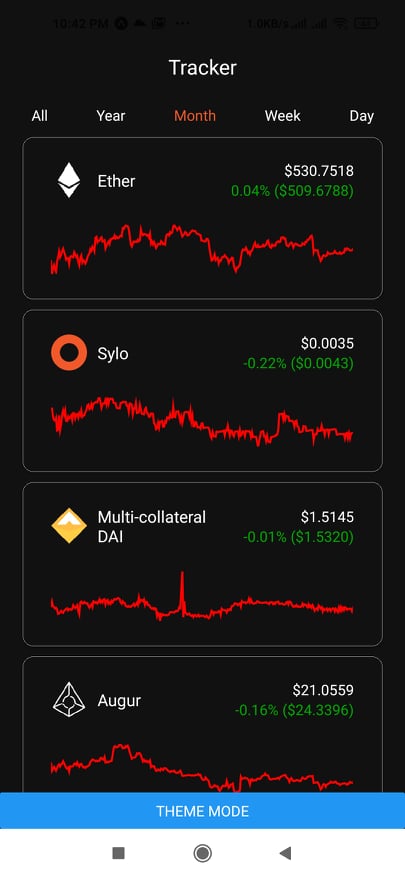 10:42 PM 1.0KB/s
Tracker
All Year Month Week Day
Ether
$530.7518
0.04% ($509.6788)
Sylo
$0.0035
-0.22% ($0.0043)
Multi-collateral
DAI
$1.5145
-0.01% ($1.5320)
Augur
$21.0559
-0.16% ($24.3396)
THEME MODE